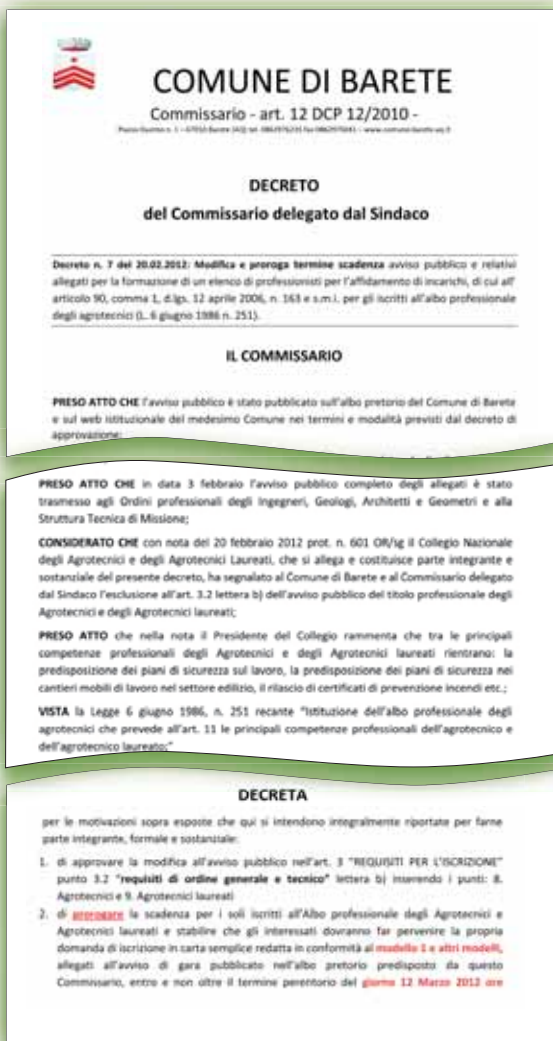 COMUNE DI BARETE
Commissario - art. 12 DCP 12/2010 -
DECRETO
del Commissario delegato dal Sindaco
Decreto n. 7 del 20.02.2012: Modifica e proroga termine scadenza avviso pubblico e relativi
allegati per la formazione di un elenco di professionisti per l'affidamento di incarichi, di cui all'
articolo 90, comma 1, d.lgs. 12 aprile 2006, n. 163 e s.m.i. per gli iscritti all'albo professionale
degli agrotecnici (L. 6 giugno 1986 n. 251).
IL COMMISSARIO
PRESO ATTO CHE l'avviso pubblico è stato pubblicato sull'albo pretorio del Comune di Barete
e sul web istituzionale del medesimo Comune nei termini e modalità previsti dal decreto di
approvazione;
PRESO ATTO CHE in data 3 febbraio l'avviso pubblico completo degli allegati è stato
trasmesso agli Ordini professionali degli Ingegneri, Geologi, Architetti e Geometri e alla
Struttura Tecnica di Missione;
CONSIDERATO CHE con nota del 20 febbraio 2012 prot. n. 601 OR/sg il Collegio Nazionale
degli Agrotecnici e degli Agrotecnici Laureati, che si allega e costituisce parte integrante e
sostanziale del presente decreto, ha segnalato al Comune di Barete e al Commissario delegato
dal Sindaco l'esclusione all'art. 3.2 lettera b) dell'avviso pubblico del titolo professionale degli
Agrotecnici e degli Agrotecnici laureati;
PRESO ATTO che nella nota il Presidente del Collegio rammenta che tra le principali
competenze professionali degli Agrotecnici e degli Agrotecnici laureati rientrano: la
predisposizione dei piani di sicurezza sul lavoro, la predisposizione dei piani di sicurezza nei
cantieri mobili di lavoro nel settore edilizio, il rilascio di certificati di prevenzione incendi etc.;
VISTA la Legge 6 giugno 1986, n. 251 recante "Istituzione dell'albo professionale degli
agrotecnici che prevede all'art. 11 le principali competenze professionali dell'agrotecnico e
dell'agrotecnico laureato;"
DECRETA
per le motivazioni sopra esposte che qui si intendono integralmente riportate per farne
parte integrante, formale e sostanziale:
1. di approvare la modifica all'avviso pubblico nell'art. 3 "REQUISITI PER L'ISCRIZIONE"
punto 3.2 "requisiti di ordine generale e tecnico" lettera b) inserendo i punti: 8.
Agrotecnici e 9. Agrotecnici laureati
2. di prorogare la scadenza per i soli iscritti all'Albo professionale degli Agrotecnici e
Agrotecnici laureati e stabilire che gli interessati dovranno far pervenire la propria
domanda di iscrizione in carta semplice redatta in conformità al modello 1 e altri modelli,
allegati all'avviso di gara pubblicato nell'albo pretorio predisposto da questo
Commissario, entro e non oltre il termine perentorio del giorno 12 Marzo 2012 ore